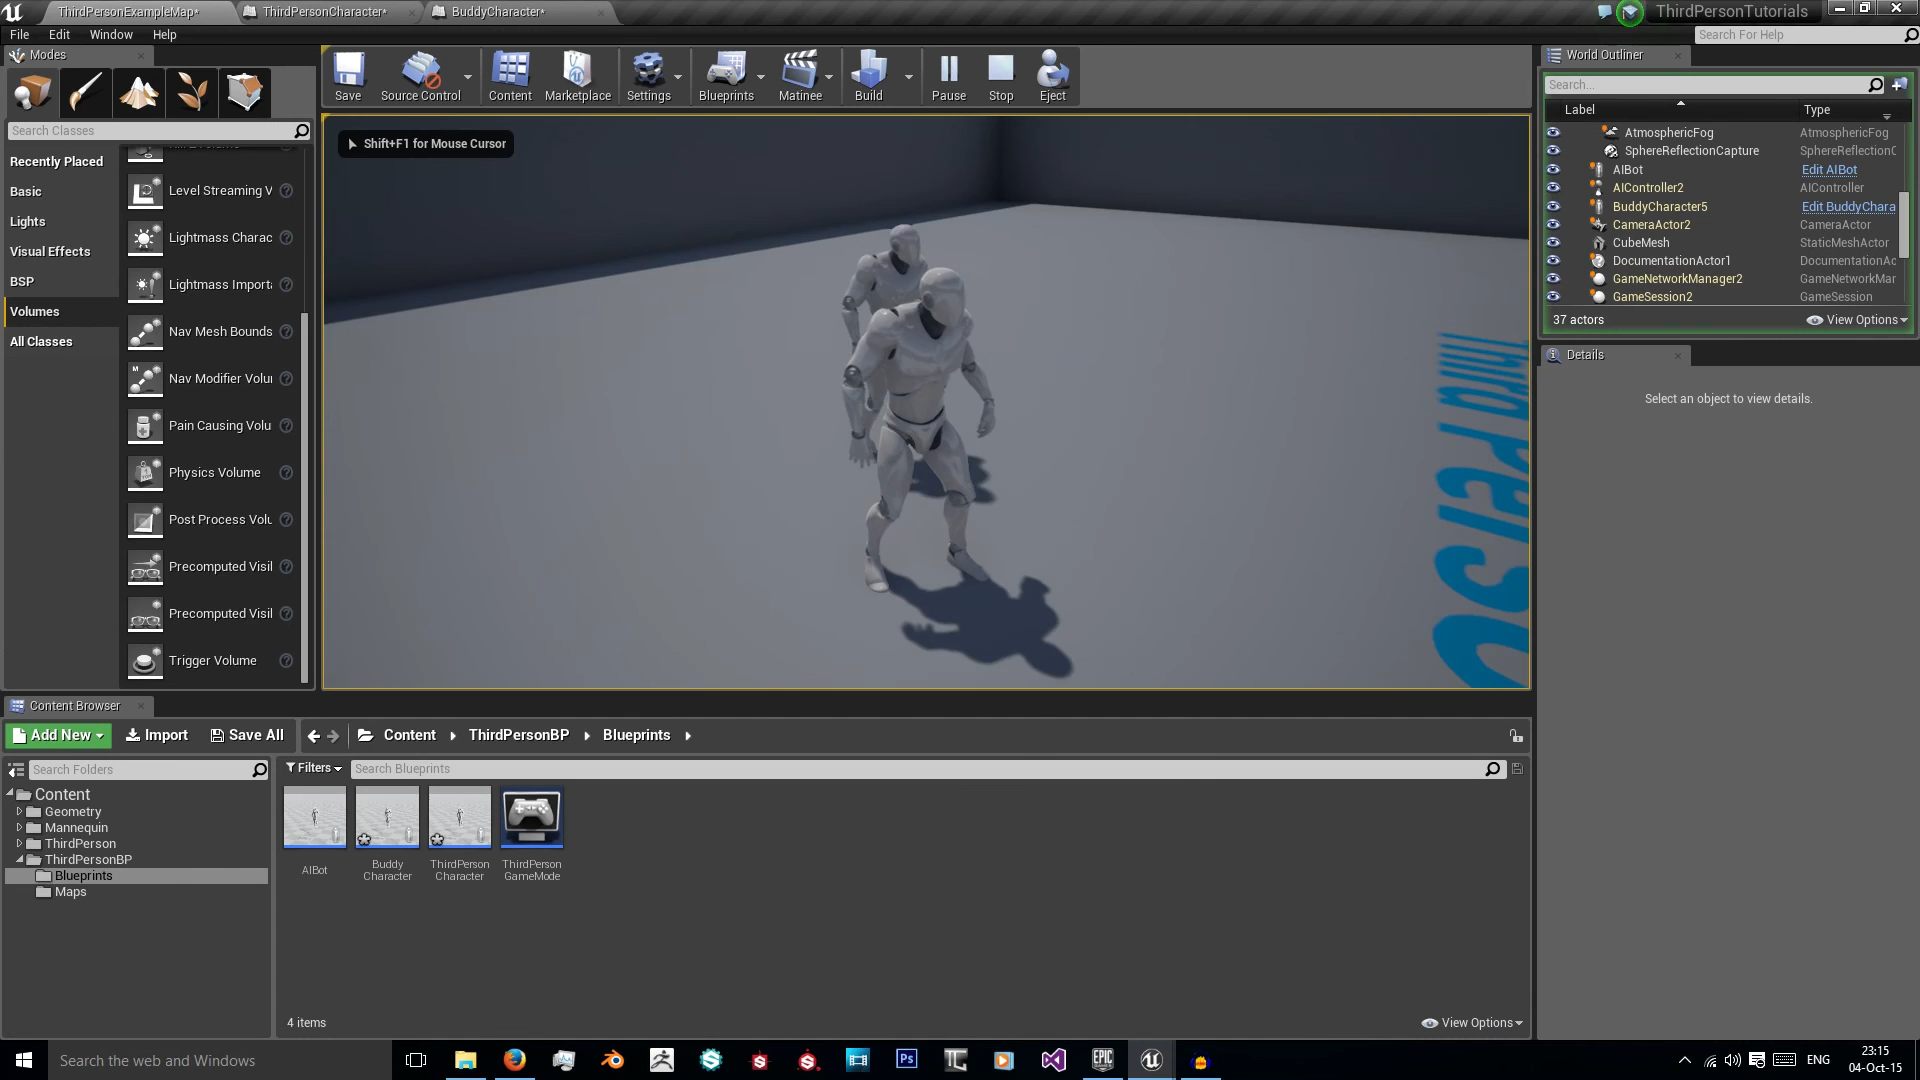 ThirdPersonExampleMap*
ThirdPersonCharacter*
BuddyCharacter*
ThirdPersonTutorials
File Edit Window Help
Search For Help
Modes
Save
Source Control
Content
Marketplace
Settings
Blueprints
Matinee
Build
Pause
Stop
Eject
World Outliner
Search...
Label Type
AtmosphericFog AtmosphericFog
SphereReflectionCapture SphereReflectionC
AIBot Edit AIBot
AIController2 AIController
BuddyCharacter5 Edit BuddyChara
CameraActor2 CameraActor
CubeMesh StaticMeshActor
DocumentationActor1 DocumentationAc
GameNetworkManager2 GameNetworkMar
GameSession2 GameSession
37 actors
View Options
Details
Select an object to view details.
Search Classes
Recently Placed
Basic
Lights
Visual Effects
BSP
Volumes
All Classes
Level Streaming V
Lightmass Charac
Lightmass Importa
Nav Mesh Bounds
Nav Modifier Volu
Pain Causing Volu
Physics Volume
Post Process Volu
Precomputed Visil
Precomputed Visil
Trigger Volume
Shift+F1 for Mouse Cursor
Third Perso
Content Browser
Add New
Import
Save All
Content
ThirdPersonBP
Blueprints
Search Folders
Content
Geometry
Mannequin
ThirdPerson
ThirdPersonBP
Blueprints
Maps
Filters
Search Blueprints
AIBot
Buddy
Character
ThirdPerson
Character
ThirdPerson
GameMode
4 items
View Options
Search the web and Windows
Ps
EPIC
ENG
23:15
04-Oct-15